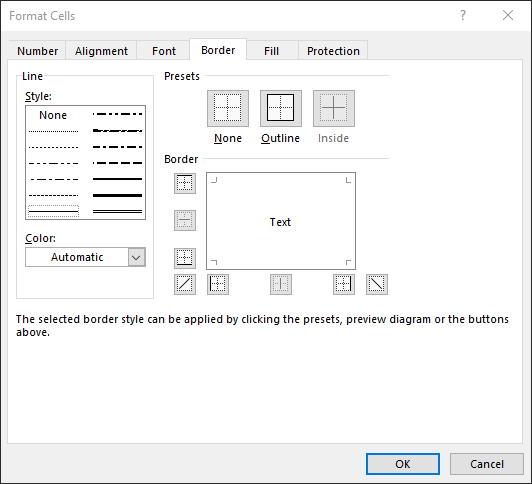 Format Cells
Number Alignment Font Border Fill Protection
Line
Style:
None
Color:
Automatic
Presets
None Outline Inside
Border
Text
The selected border style can be applied by clicking the presets, preview diagram or the buttons
above.
OK Cancel